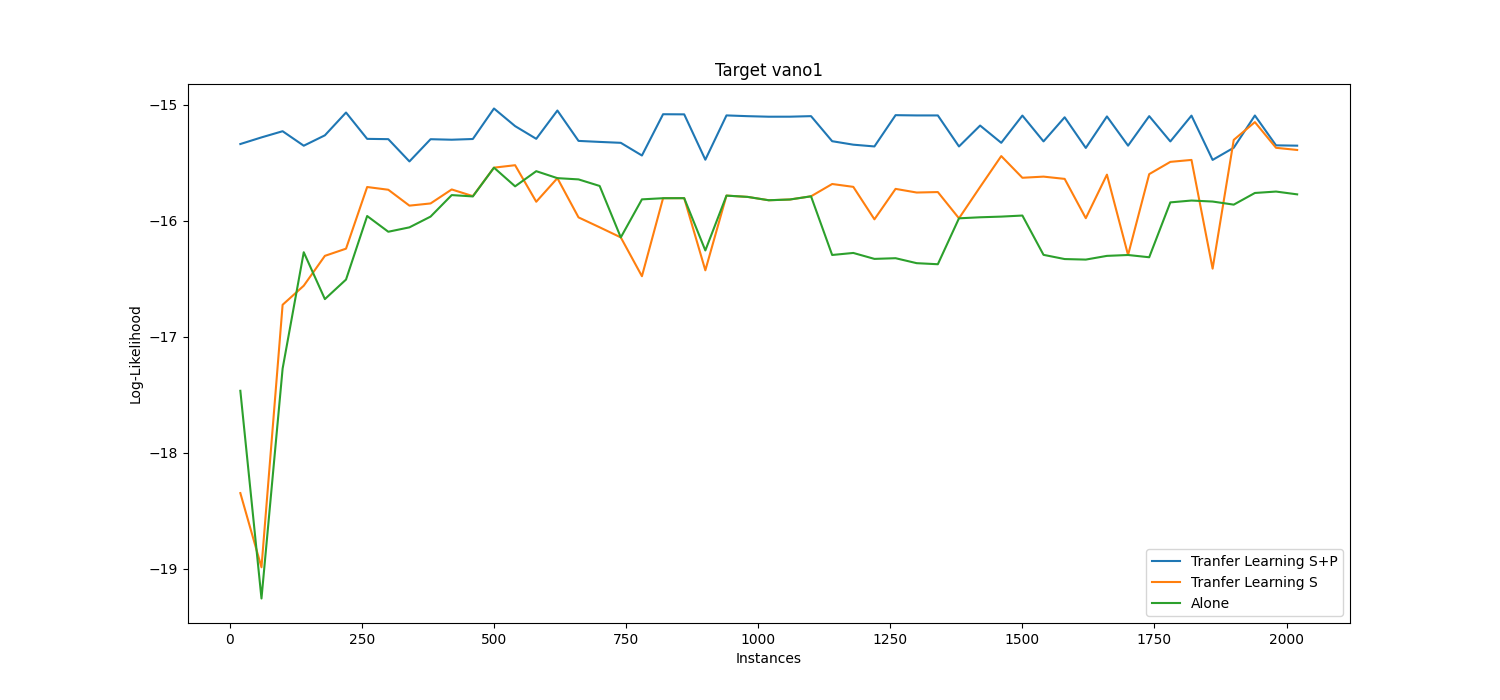 Target vano1
−15
−16
−17
−18
−19
Log-Likelihood
0
250
500
750
1000
1250
1500
1750
2000
Instances
Tranfer Learning S+P
Tranfer Learning S
Alone